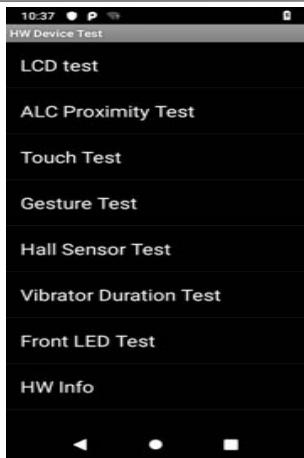 10:37 P
HW Device Test
LCD test
ALC Proximity Test
Touch Test
Gesture Test
Hall Sensor Test
Vibrator Duration Test
Front LED Test
HW Info